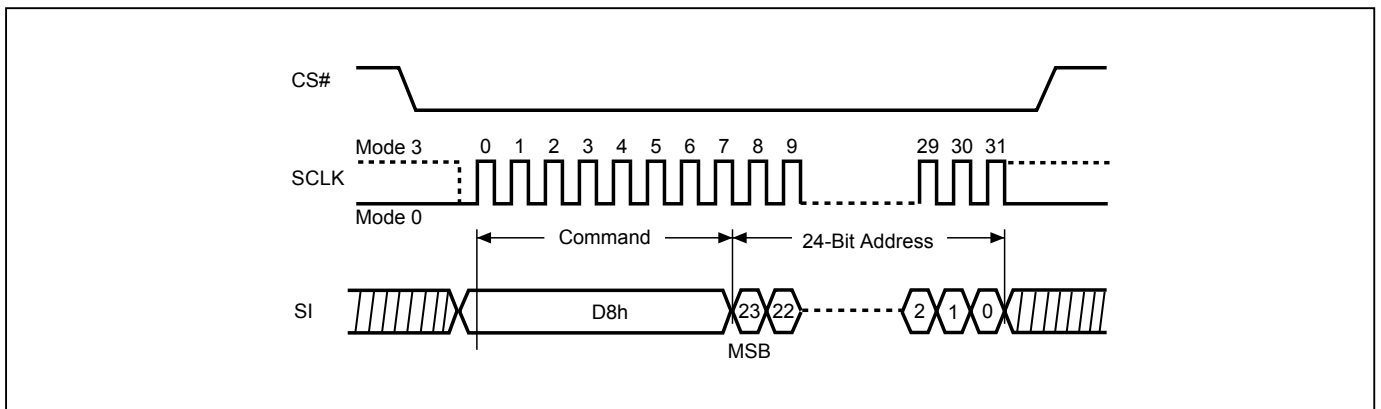 CS#
Mode 3
0 1 2 3 4 5 6 7 8 9 29 30 31
SCLK
Mode 0
Command 24-Bit Address
SI D8h 23 22 2 1 0
MSB